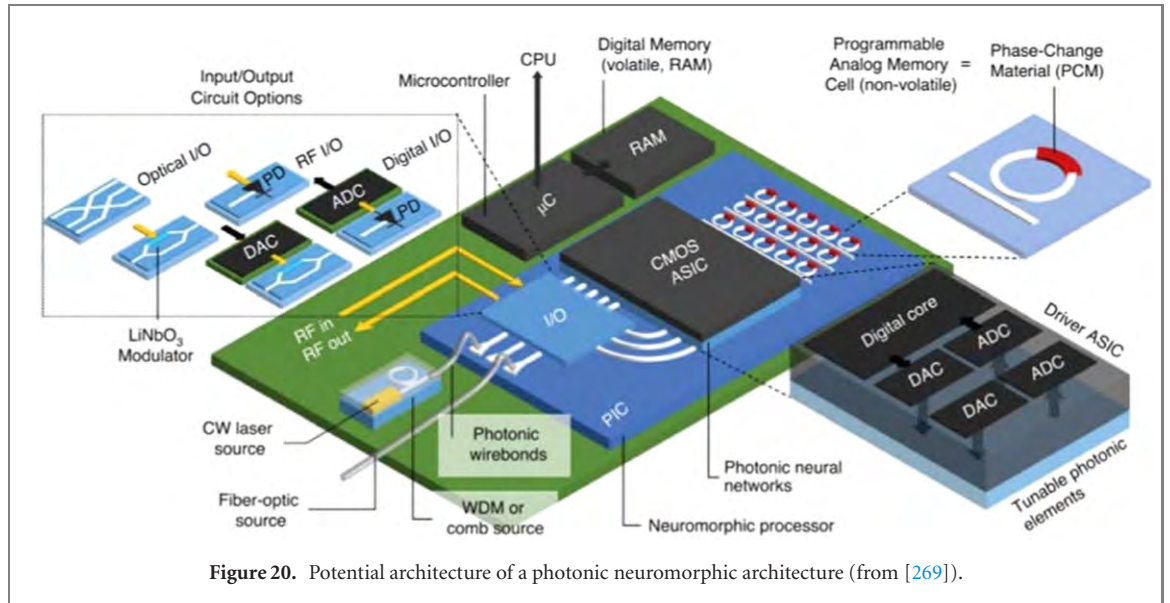 Input/Output
Circuit Options
Optical I/O
RF I/O
Digital I/O
PD
ADC
PD
DAC
LiNbO₃
Modulator
Microcontroller
CPU
Digital Memory
(volatile, RAM)
Programmable
Analog Memory =
Cell (non-volatile)
Phase-Change
Material (PCM)
RAM
μC
CMOS
ASIC
I/O
RF in
RF out
PIC
Digital core
Driver ASIC
ADC
DAC
ADC
DAC
Tunable photonic
elements
CW laser
source
Photonic
wirebonds
Fiber-optic
source
WDM or
comb source
Photonic neural
networks
Neuromorphic processor
Figure 20. Potential architecture of a photonic neuromorphic architecture (from [269]).